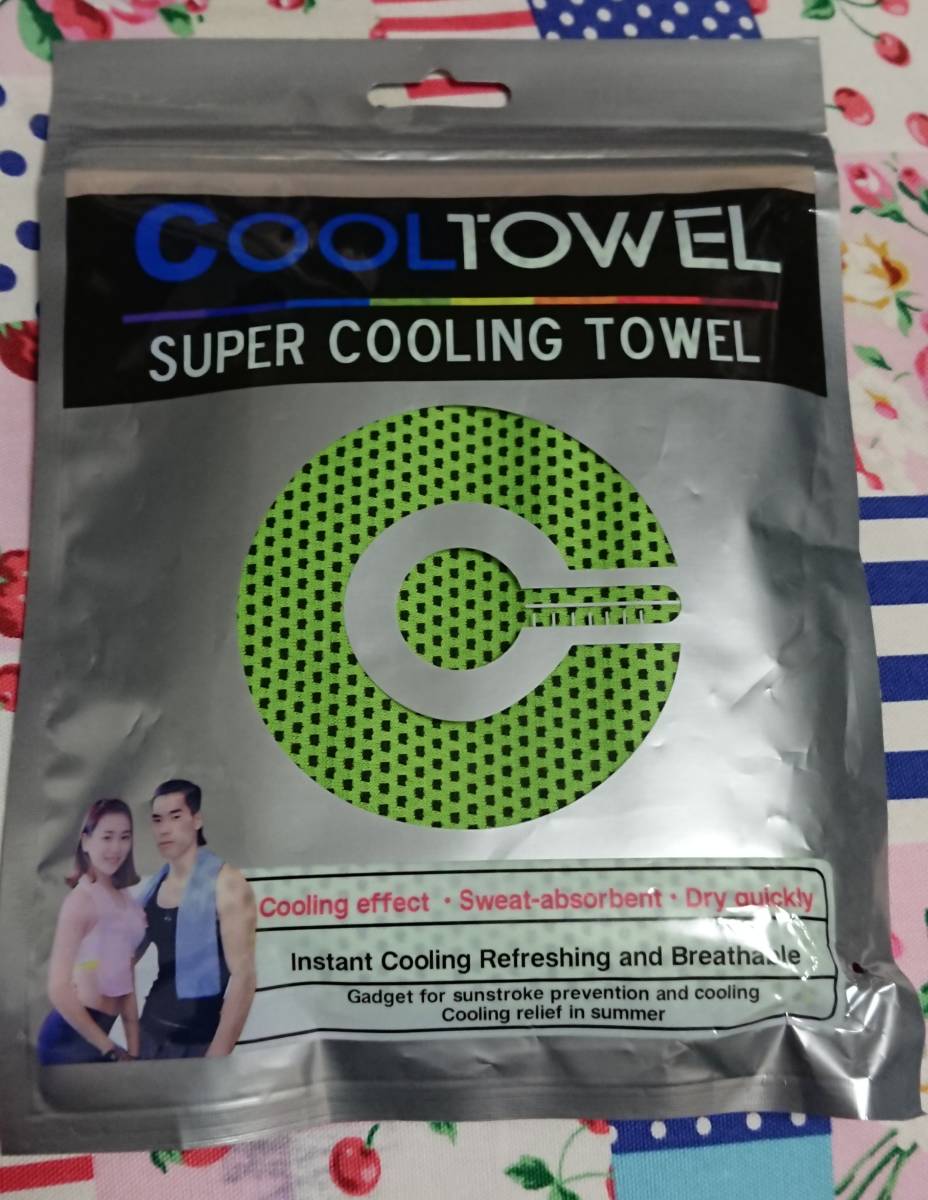 COOLTOWEL
SUPER COOLING TOWEL
Cooling effect · Sweat-absorbent · Dry quickly
Instant Cooling Refreshing and Breathable
Gadget for sunstroke prevention and cooling
Cooling relief in summer